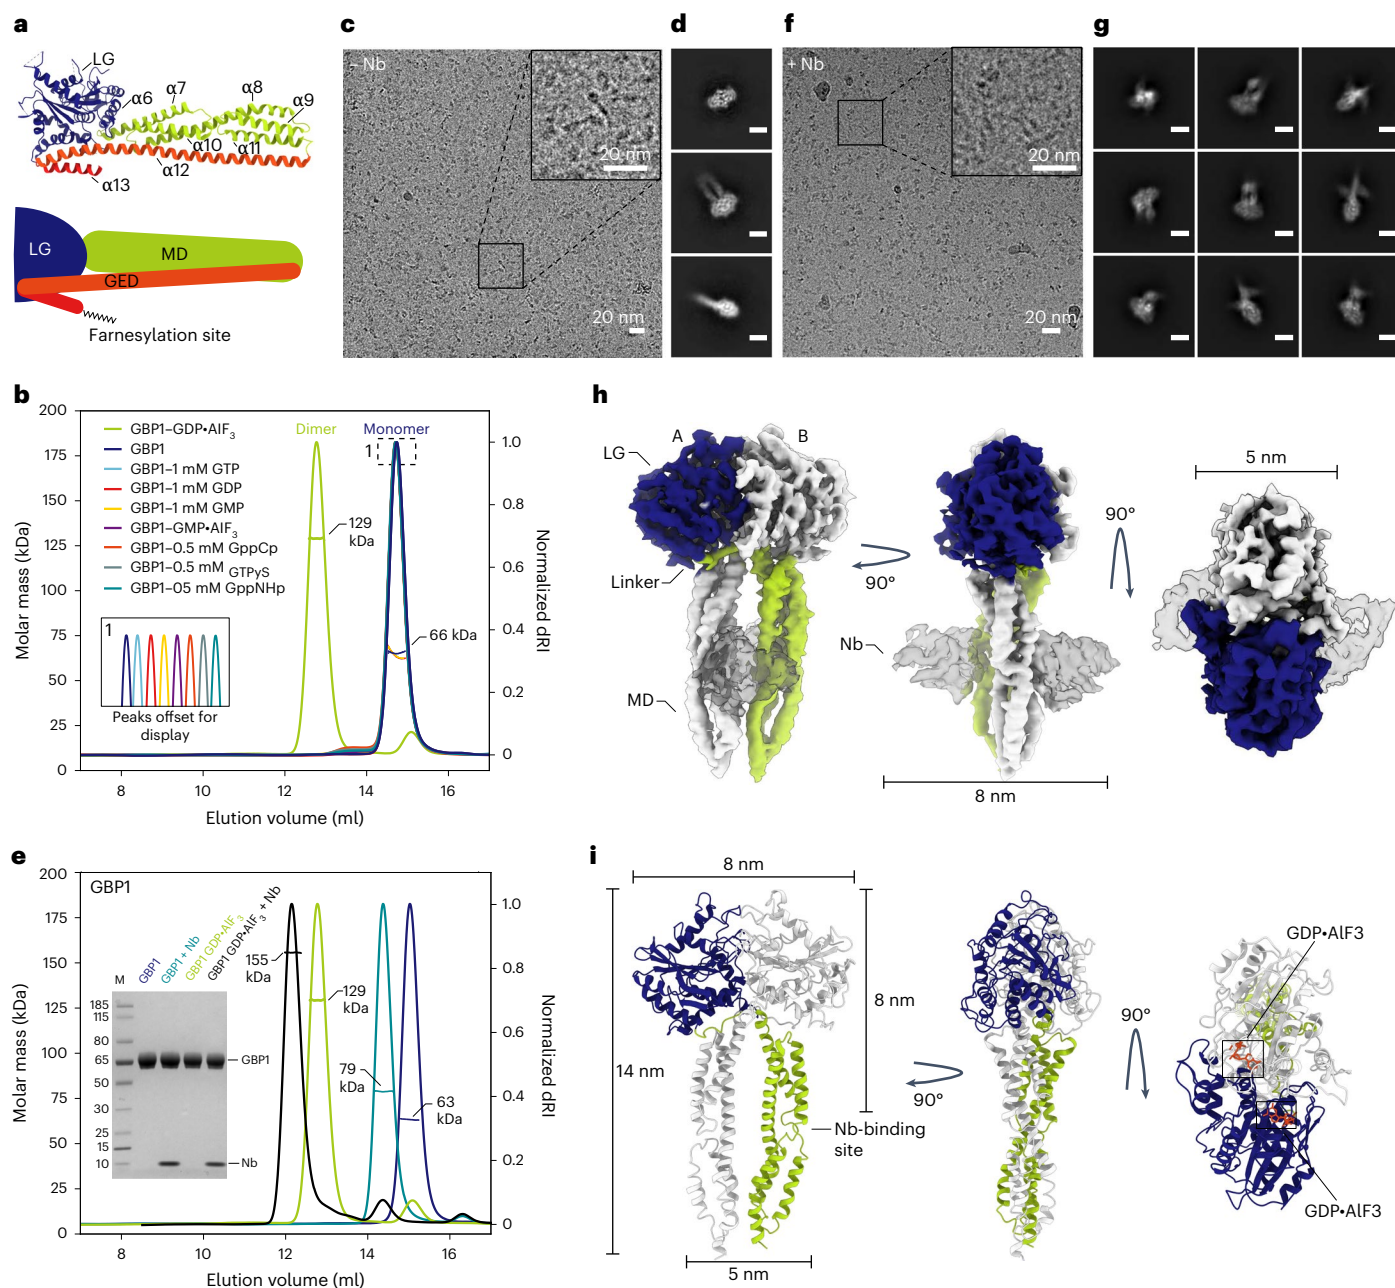 a
LG
α6
α7
α8
α9
α10
α11
α12
α13
LG
MD
GED
Farnesylation site
c
– Nb
20 nm
20 nm
d
f
+ Nb
20 nm
20 nm
g
b
200
175
150
125
100
75
50
25
0
Molar mass (kDa)
GBP1–GDP•AlF3
GBP1
GBP1–1 mM GTP
GBP1–1 mM GDP
GBP1–1 mM GMP
GBP1–GMP•AlF3
GBP1–0.5 mM GppCp
GBP1–0.5 mM GTPyS
GBP1–05 mM GppNHp
Dimer
Monomer
1
129
kDa
66 kDa
1
Peaks offset for
display
1.0
0.8
0.6
0.4
0.2
0
Normalized dRI
8
10
12
14
16
Elution volume (ml)
h
A
B
LG
Linker
Nb
MD
90°
90°
5 nm
8 nm
e
GBP1
200
175
150
125
100
75
50
25
0
Molar mass (kDa)
M
GBP1
GBP1 + Nb
GBP1 GDP•AlF3
GBP1 GDP•AlF3 + Nb
185
115
80
65
50
30
25
15
10
GBP1
Nb
155
kDa
129
kDa
79
kDa
63
kDa
1.0
0.8
0.6
0.4
0.2
0
Normalized dRI
8
10
12
14
16
Elution volume (ml)
i
8 nm
14 nm
8 nm
5 nm
Nb-binding
site
90°
90°
GDP•AlF3
GDP•AlF3